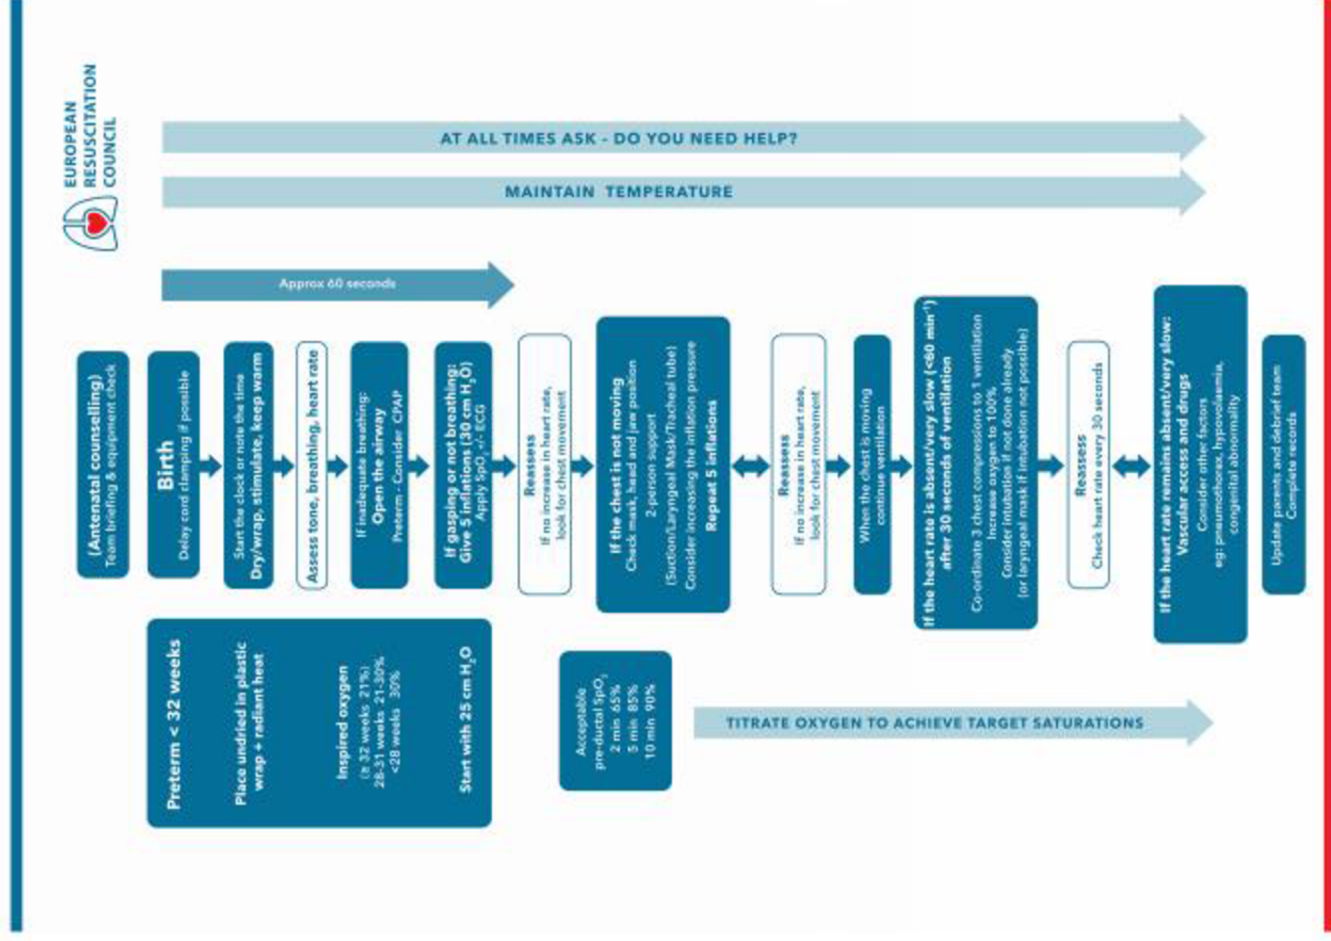 EUROPEAN
RESUSCITATION
COUNCIL
AT ALL TIMES ASK - DO YOU NEED HELP?
MAINTAIN TEMPERATURE
Approx 60 seconds
(Antenatal counselling)
Team briefing & equipment check
Birth
Delay cord clamping if possible
Start the clock or note the time
Dry/wrap, stimulate, keep warm
Assess tone, breathing, heart rate
If inadequate breathing:
Open the airway
Preterm - Consider CPAP
If gasping or not breathing:
Give 5 inflations (30 cm H₂O)
Apply SpO₂ +/- ECG
Reassess
If no increase in heart rate,
look for chest movement
If the chest is not moving
Check mask, head and jaw position
2-person support
(Suction/Laryngeal Mask/Tracheal tube)
Consider increasing the inflation pressure
Repeat 5 inflations
Reasses
If no increase in heart rate,
look for chest movement
When the chest is moving
continue ventilation
If the heart rate is absent/very slow (<60 min⁻¹)
after 30 seconds of ventilation
Co-ordinate 3 chest compressions to 1 ventilation
Increase oxygen to 100%
Consider intubation if not done already
(or laryngeal mask if intubation not possible)
Reasess
Check heart rate every 30 seconds
If the heart rate remains absent/very slow:
Vascular access and drugs
Consider other factors
eg: pneumothorax, hypovolaemia,
congenital abnormality
Update parents and debrief team
Complete records
Preterm < 32 weeks
Place undried in plastic
wrap + radiant heat
Inspired oxygen
(≥ 32 weeks 21%)
28-31 weeks 21-30%
<28 weeks 30%
Start with 25 cm H₂O
Acceptable
pre-ductal SpO₂
2 min 65%
5 min 85%
10 min 90%
TITRATE OXYGEN TO ACHIEVE TARGET SATURATIONS